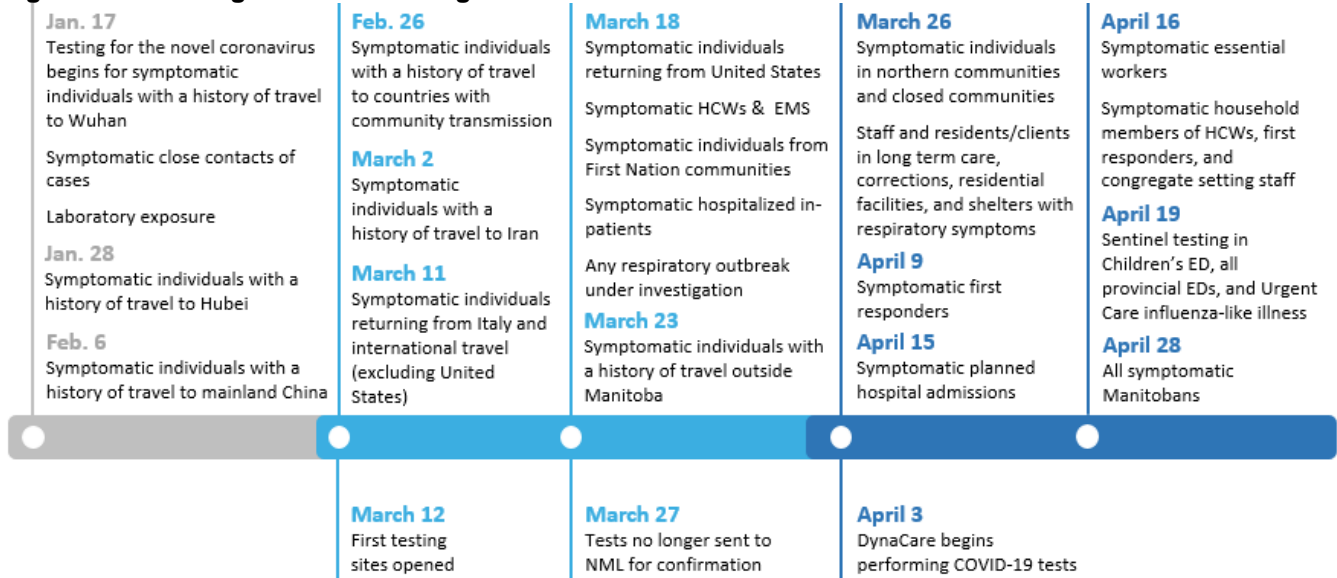 Jan. 17
Testing for the novel coronavirus
begins for symptomatic
individuals with a history of travel
to Wuhan
Symptomatic close contacts of
cases
Laboratory exposure
Jan. 28
Symptomatic individuals with a
history of travel to Hubei
Feb. 6
Symptomatic individuals with a
history of travel to mainland China
Feb. 26
Symptomatic individuals
with a history of travel
to countries with
community transmission
March 2
Symptomatic
individuals with a
history of travel to Iran
March 11
Symptomatic individuals
returning from Italy and
international travel
(excluding United
States)
March 18
Symptomatic individuals
returning from United States
Symptomatic HCWs & EMS
Symptomatic individuals from
First Nation communities
Symptomatic hospitalized in-
patients
Any respiratory outbreak
under investigation
March 23
Symptomatic individuals with
a history of travel outside
Manitoba
March 26
Symptomatic individuals
in northern communities
and closed communities
Staff and residents/clients
in long term care,
corrections, residential
facilities, and shelters with
respiratory symptoms
April 9
Symptomatic first
responders
April 15
Symptomatic planned
hospital admissions
April 16
Symptomatic essential
workers
Symptomatic household
members of HCWs, first
responders, and
congregate setting staff
April 19
Sentinel testing in
Children's ED, all
provincial EDs, and Urgent
Care influenza-like illness
April 28
All symptomatic
Manitobans
March 12
First testing
sites opened
March 27
Tests no longer sent to
NML for confirmation
April 3
DynaCare begins
performing COVID-19 tests